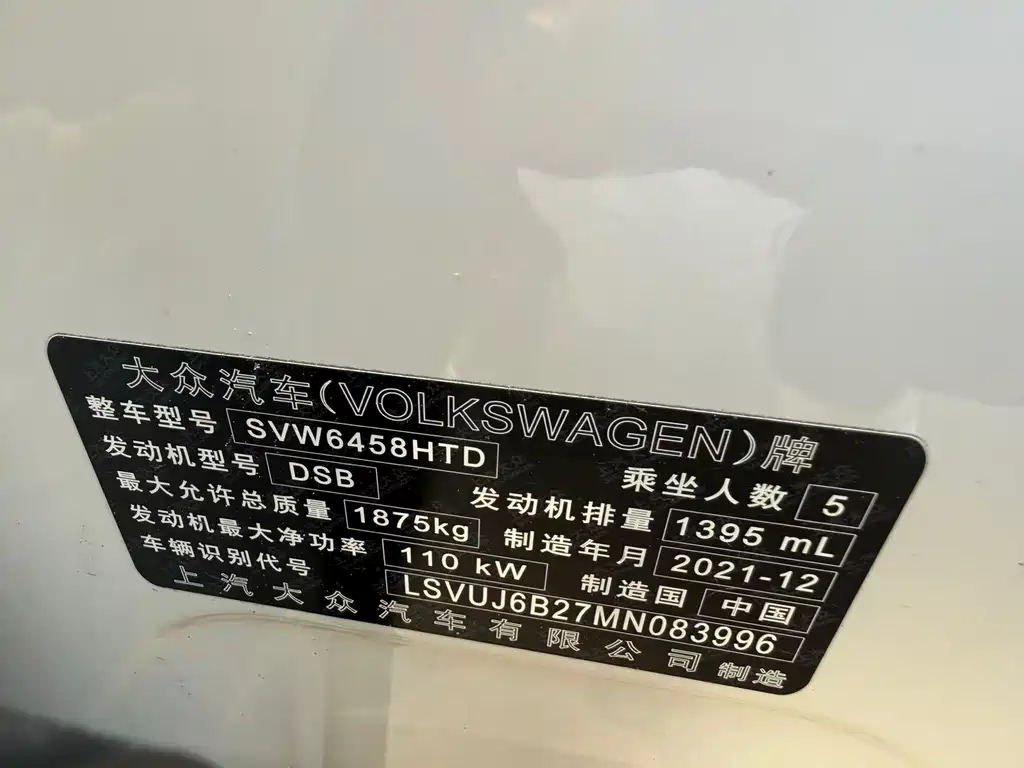 大众汽车(VOLKSWAGEN)牌
整车型号 SVW6458HTD 乘坐人数 5
发动机型号 DSB 发动机排量 1395 mL
最大允许总质量 1875kg 制造年月 2021-12
发动机最大净功率 110 kW 制造国 中国
车辆识别代号 LSVUJ6B27MN083996
上汽大众汽车有限公司制造